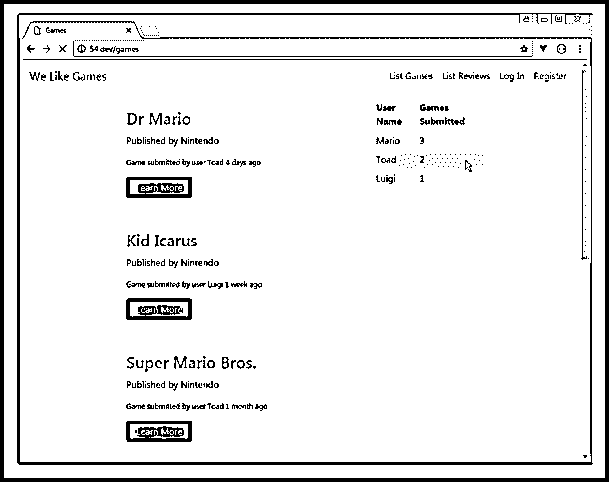 Games
54.dev/games
We Like Games
List Games List Reviews Log In Register
Dr Mario
Published by Nintendo
Game submitted by user Toad 4 days ago
Learn More
Kid Icarus
Published by Nintendo
Game submitted by user Luigi 1 week ago
Learn More
Super Mario Bros.
Published by Nintendo
Game submitted by user Toad 1 month ago
Learn More
User Name Games Submitted
Mario 3
Toad 2
Luigi 1